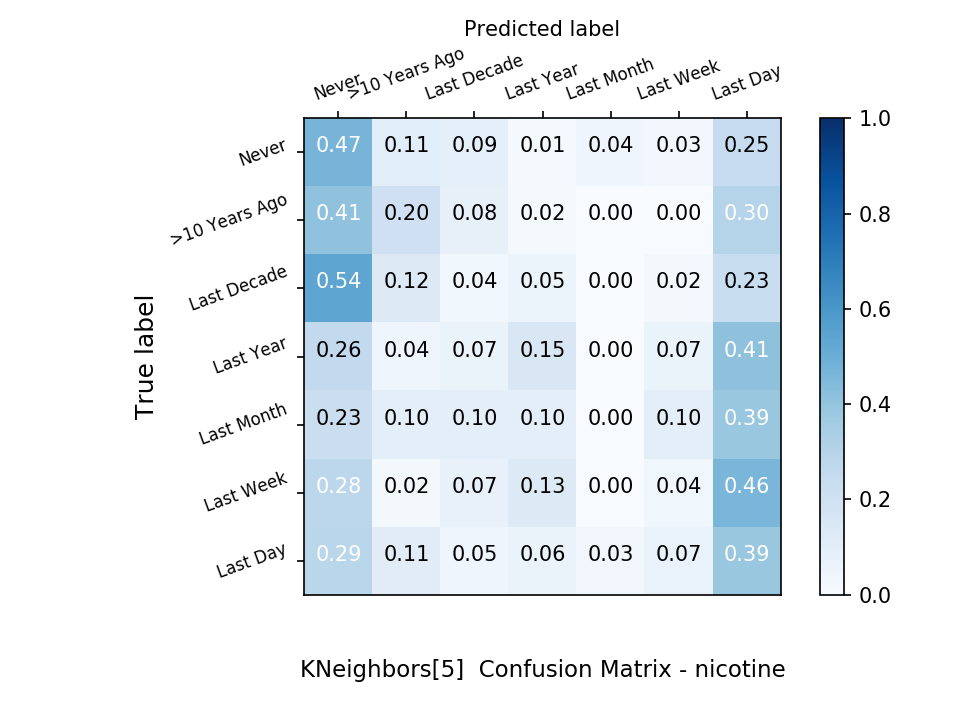 Predicted label
Never >10 Years Ago Last Decade Last Year Last Month Last Week Last Day
Never 0.47 0.11 0.09 0.01 0.04 0.03 0.25
>10 Years Ago 0.41 0.20 0.08 0.02 0.00 0.00 0.30
Last Decade 0.54 0.12 0.04 0.05 0.00 0.02 0.23
Last Year 0.26 0.04 0.07 0.15 0.00 0.07 0.41
Last Month 0.23 0.10 0.10 0.10 0.00 0.10 0.39
Last Week 0.28 0.02 0.07 0.13 0.00 0.04 0.46
Last Day 0.29 0.11 0.05 0.06 0.03 0.07 0.39
True label
1.0
0.8
0.6
0.4
0.2
0.0
KNeighbors[5]  Confusion Matrix - nicotine